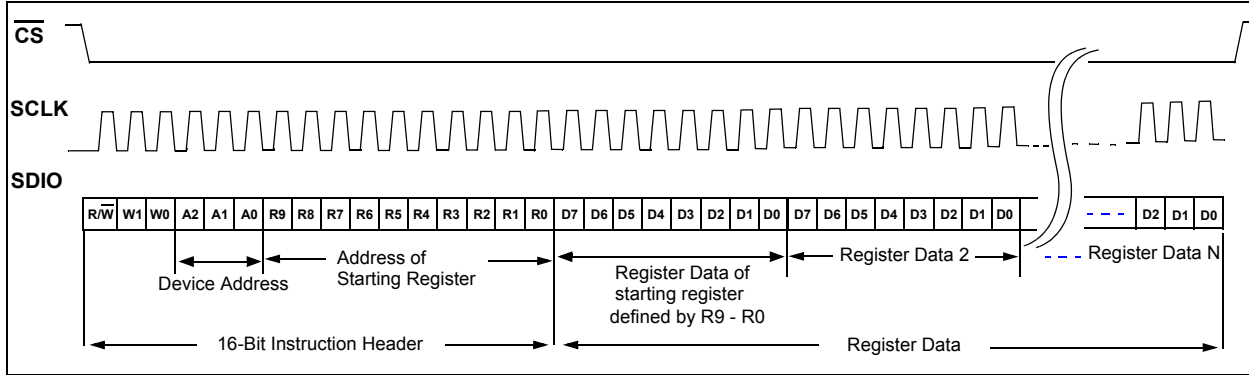 CS
SCLK
SDIO
R/W W1 W0 A2 A1 A0 R9 R8 R7 R6 R5 R4 R3 R2 R1 R0 D7 D6 D5 D4 D3 D2 D1 D0 D7 D6 D5 D4 D3 D2 D1 D0 D2 D1 D0
Device Address
Address of
Starting Register
Register Data of
starting register
defined by R9 - R0
Register Data 2
Register Data N
16-Bit Instruction Header
Register Data